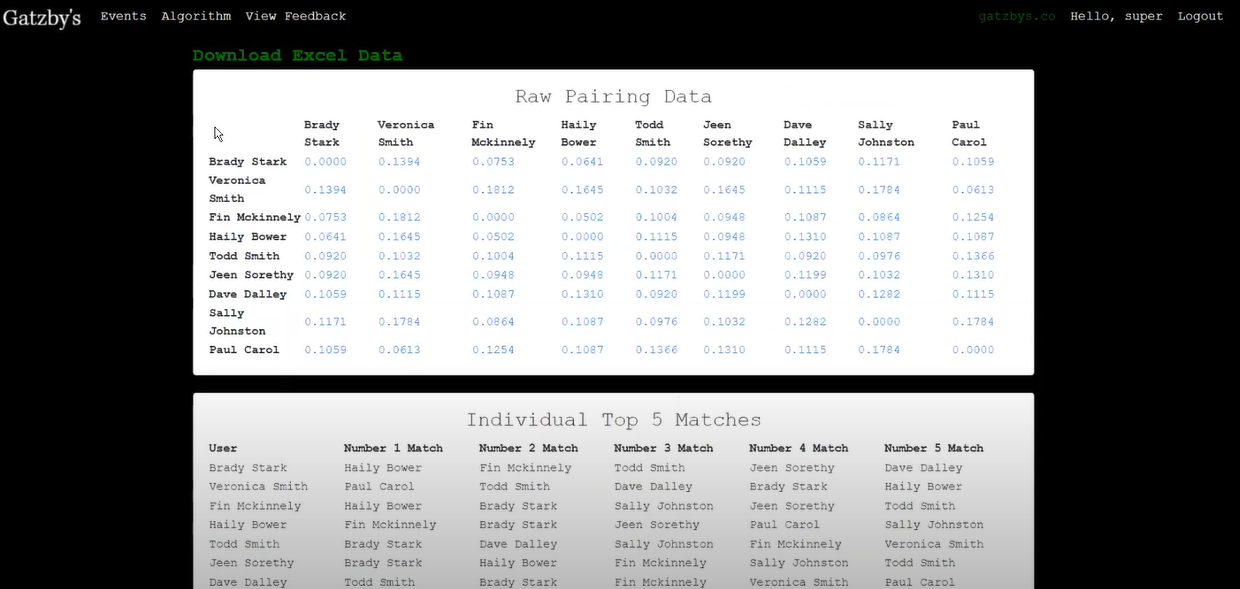 Gatzby's Events Algorithm View Feedback gatzbys.co Hello, super Logout
Download Excel Data
Raw Pairing Data
Brady Veronica Fin Haily Todd Jeen Dave Sally Paul
Stark Smith Mckinnely Bower Smith Sorethy Dalley Johnston Carol
Brady Stark 0.0000 0.1394 0.0753 0.0641 0.0920 0.0920 0.1059 0.1171 0.1059
Veronica
Smith 0.1394 0.0000 0.1812 0.1645 0.1032 0.1645 0.1115 0.1784 0.0613
Fin Mckinnely 0.0753 0.1812 0.0000 0.0502 0.1004 0.0948 0.1087 0.0864 0.1254
Haily Bower 0.0641 0.1645 0.0502 0.0000 0.1115 0.0948 0.1310 0.1087 0.1087
Todd Smith 0.0920 0.1032 0.1004 0.1115 0.0000 0.1171 0.0920 0.0976 0.1366
Jeen Sorethy 0.0920 0.1645 0.0948 0.0948 0.1171 0.0000 0.1199 0.1032 0.1310
Dave Dalley 0.1059 0.1115 0.1087 0.1310 0.0920 0.1199 0.0000 0.1282 0.1115
Sally
Johnston 0.1171 0.1784 0.0864 0.1087 0.0976 0.1032 0.1282 0.0000 0.1784
Paul Carol 0.1059 0.0613 0.1254 0.1087 0.1366 0.1310 0.1115 0.1784 0.0000
Individual Top 5 Matches
User Number 1 Match Number 2 Match Number 3 Match Number 4 Match Number 5 Match
Brady Stark Haily Bower Fin Mckinnely Todd Smith Jeen Sorethy Dave Dalley
Veronica Smith Paul Carol Todd Smith Dave Dalley Brady Stark Haily Bower
Fin Mckinnely Haily Bower Brady Stark Sally Johnston Jeen Sorethy Todd Smith
Haily Bower Fin Mckinnely Brady Stark Jeen Sorethy Paul Carol Sally Johnston
Todd Smith Brady Stark Dave Dalley Sally Johnston Fin Mckinnely Veronica Smith
Jeen Sorethy Brady Stark Haily Bower Fin Mckinnely Sally Johnston Todd Smith
Dave Dalley Todd Smith Brady Stark Fin Mckinnely Veronica Smith Paul Carol